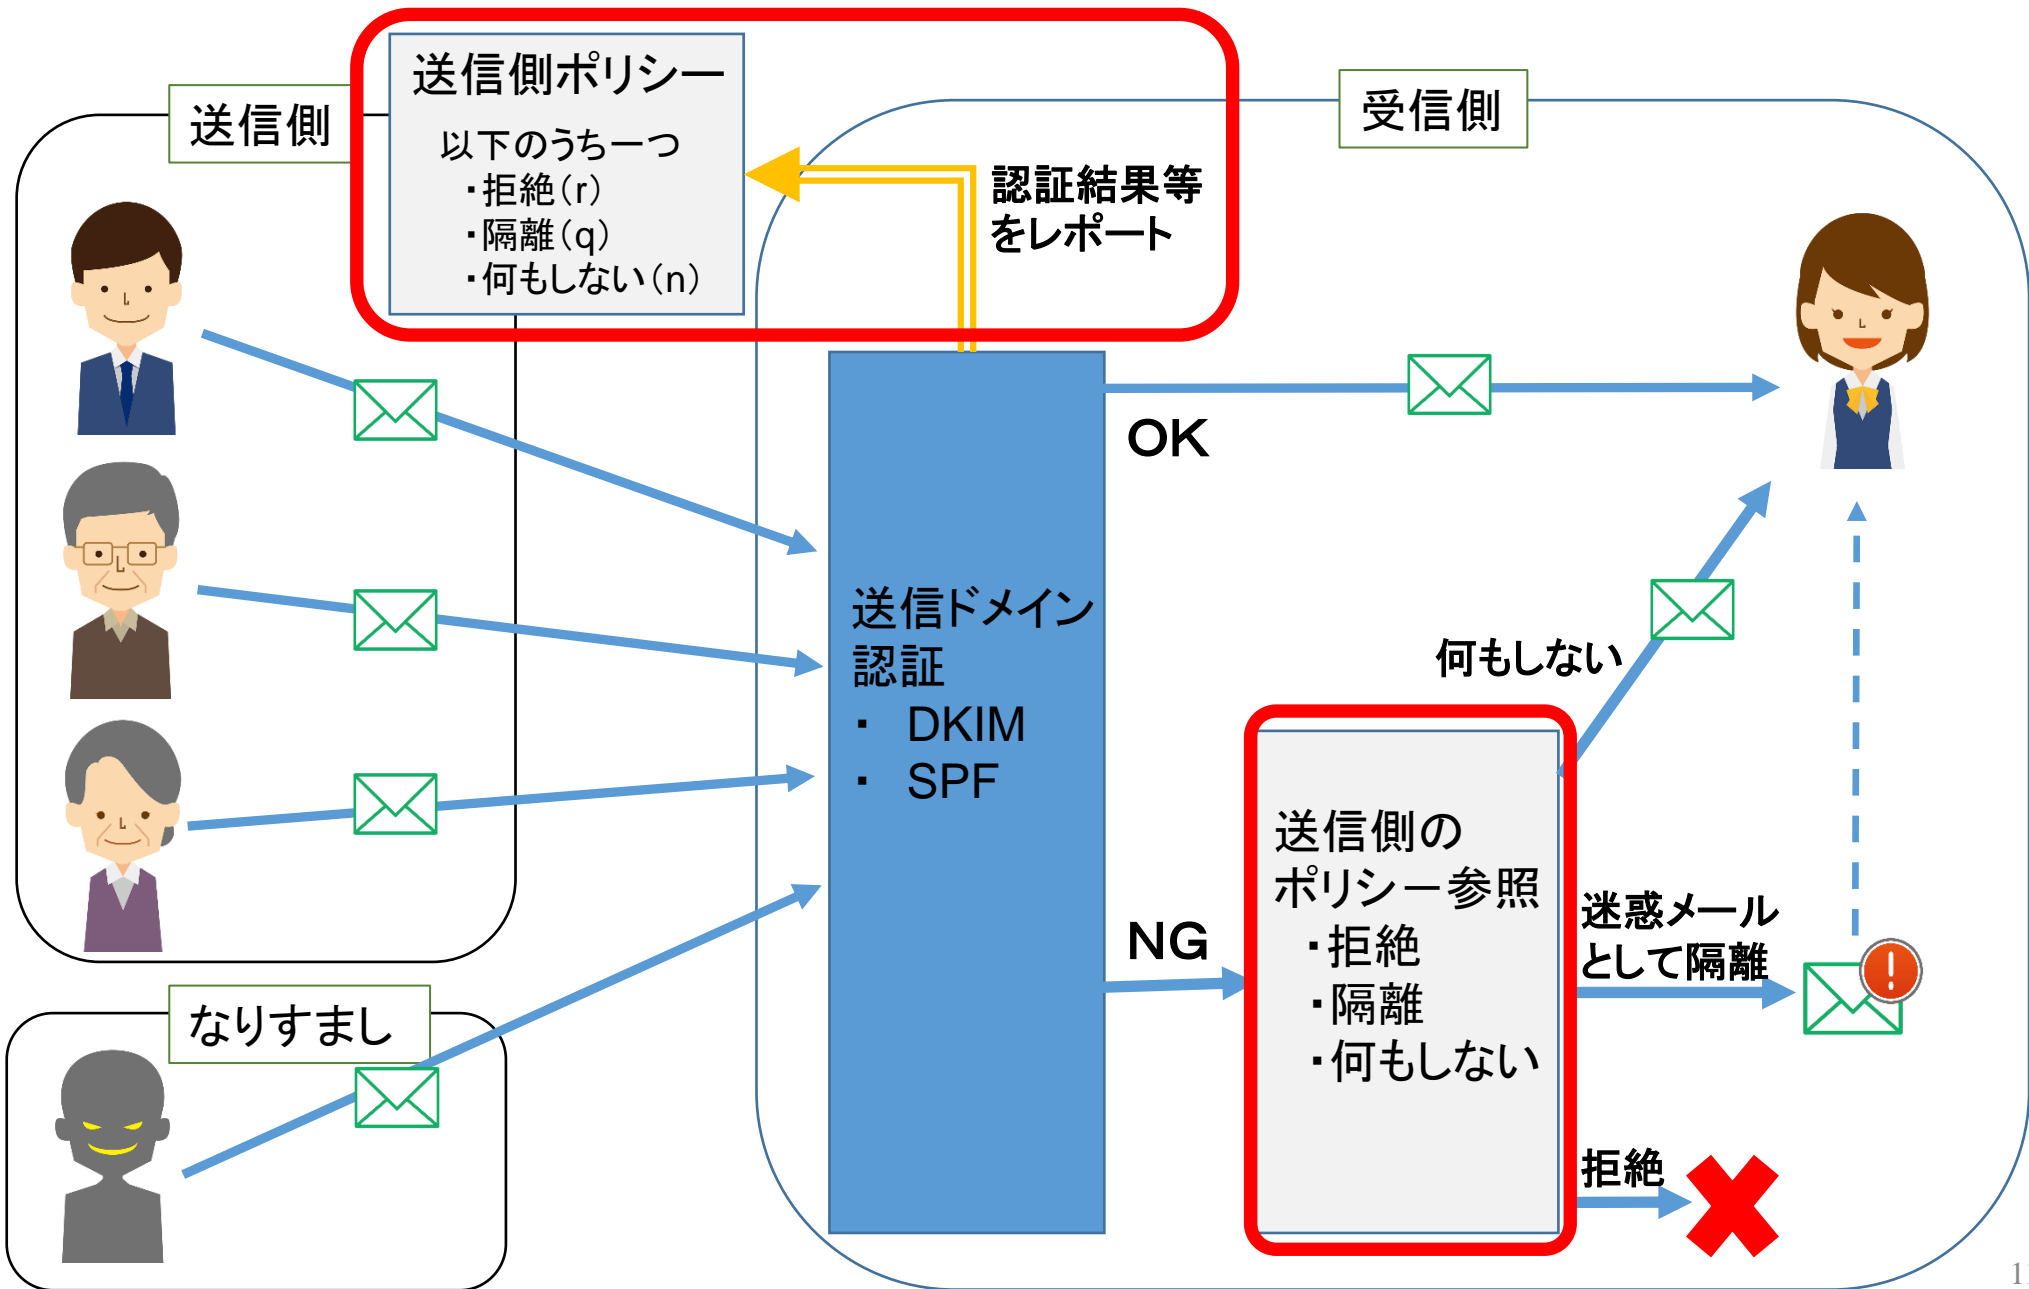 送信側ポリシー
以下のうち一つ
・拒絶(r)
・隔離(q)
・何もしない(n)
送信側
受信側
認証結果等
をレポート
OK
送信ドメイン
認証
・ DKIM
・ SPF
何もしない
NG
送信側の
ポリシー参照
・拒絶
・隔離
・何もしない
迷惑メール
として隔離
拒絶
なりすまし